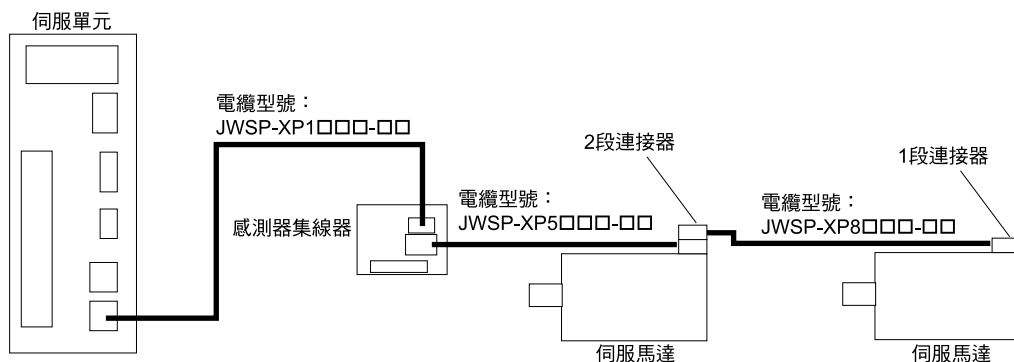 伺服單元
電纜型號：
JWSP-XP1□□□-□□
2段連接器
1段連接器
感測器集線器
電纜型號：
JWSP-XP5□□□-□□
電纜型號：
JWSP-XP8□□□-□□
伺服馬達
伺服馬達